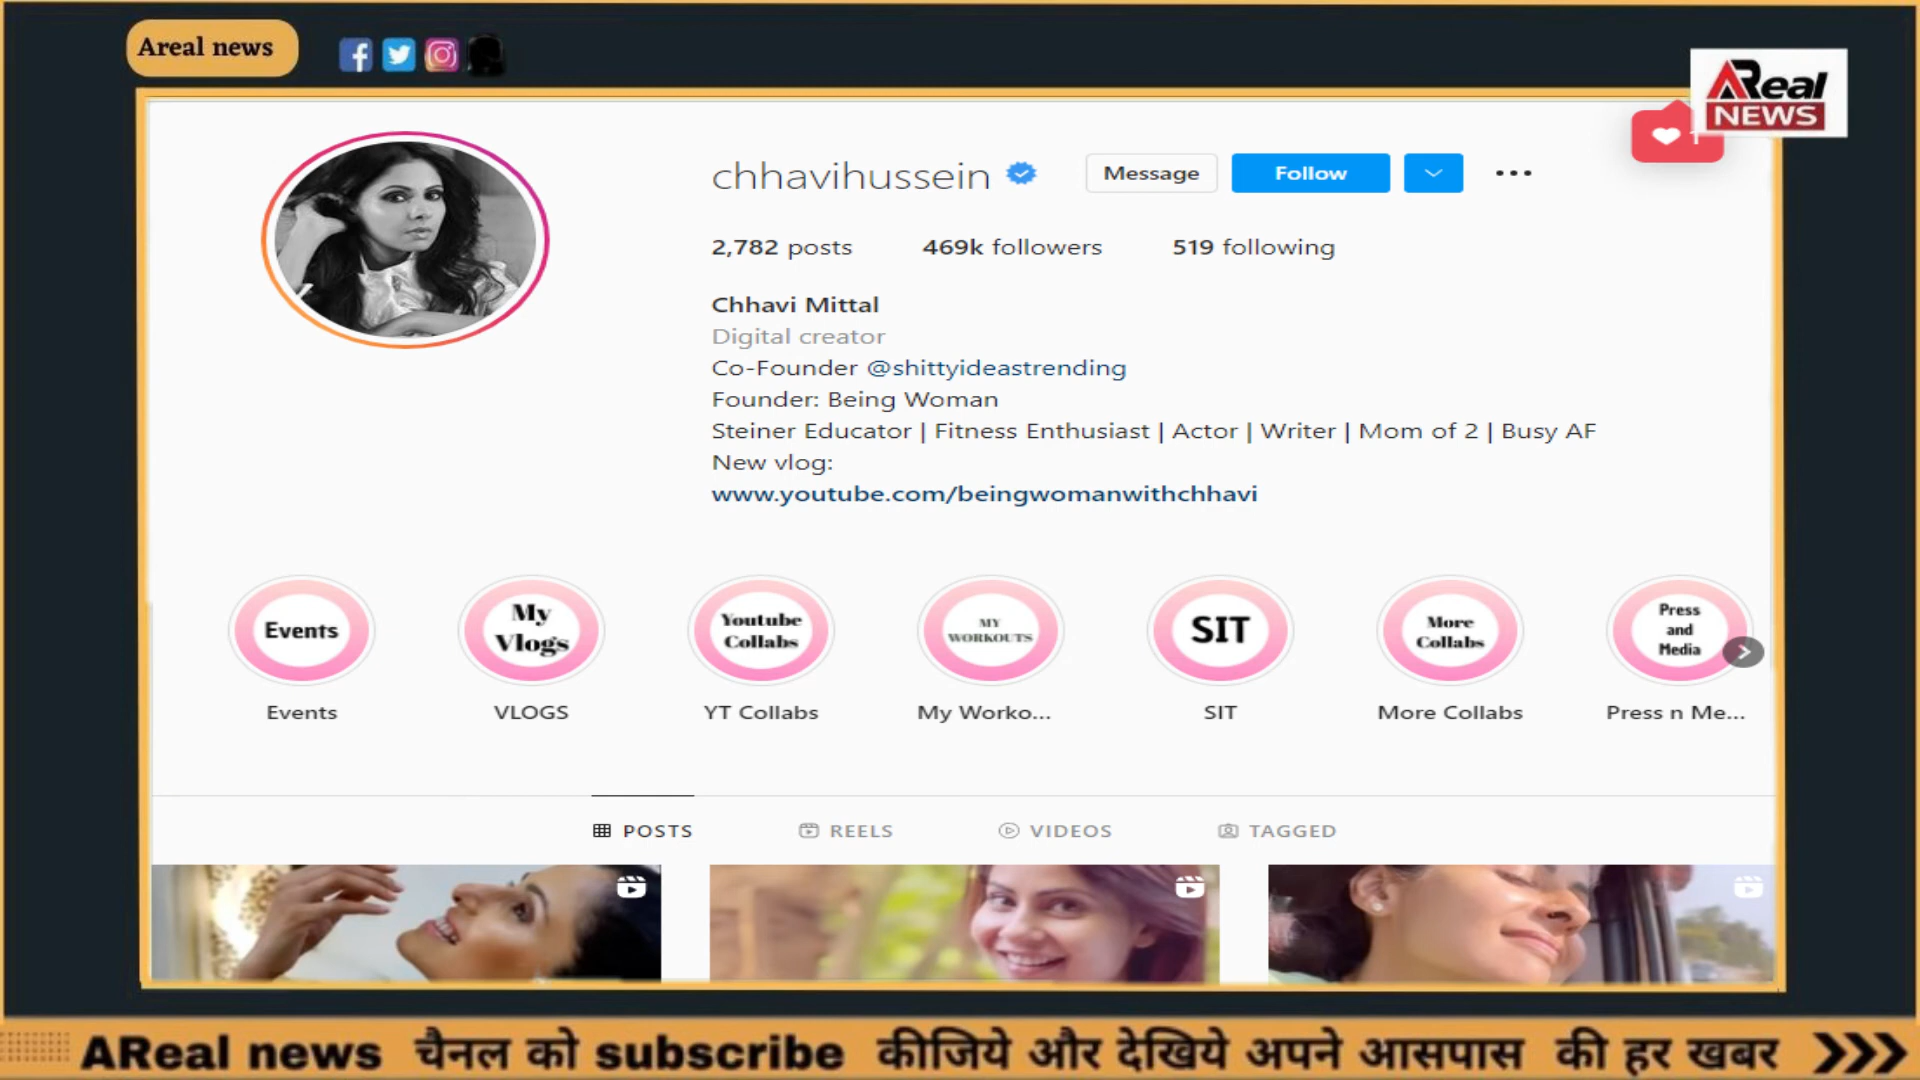 Areal news
AReal
NEWS
1
chhavihussein
Message
Follow
2,782 posts
469k followers
519 following
Chhavi Mittal
Digital creator
Co-Founder @shittyideastrending
Founder: Being Woman
Steiner Educator | Fitness Enthusiast | Actor | Writer | Mom of 2 | Busy AF
New vlog:
www.youtube.com/beingwomanwithchhavi
Events
My
Vlogs
Youtube
Collabs
MY
WORKOUTS
SIT
More
Collabs
Press
and
Media
Events
VLOGS
YT Collabs
My Worko...
SIT
More Collabs
Press n Me...
POSTS
REELS
VIDEOS
TAGGED
AReal news चैनल को subscribe कीजिये और देखिये अपने आसपास की हर खबर